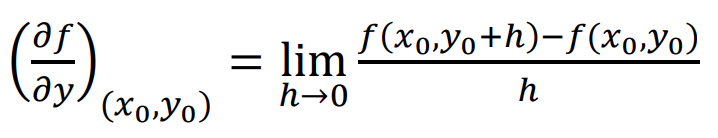 (∂f/∂y)_(x₀,y₀) = lim_{h→0} (f(x₀,y₀+h)−f(x₀,y₀))/h